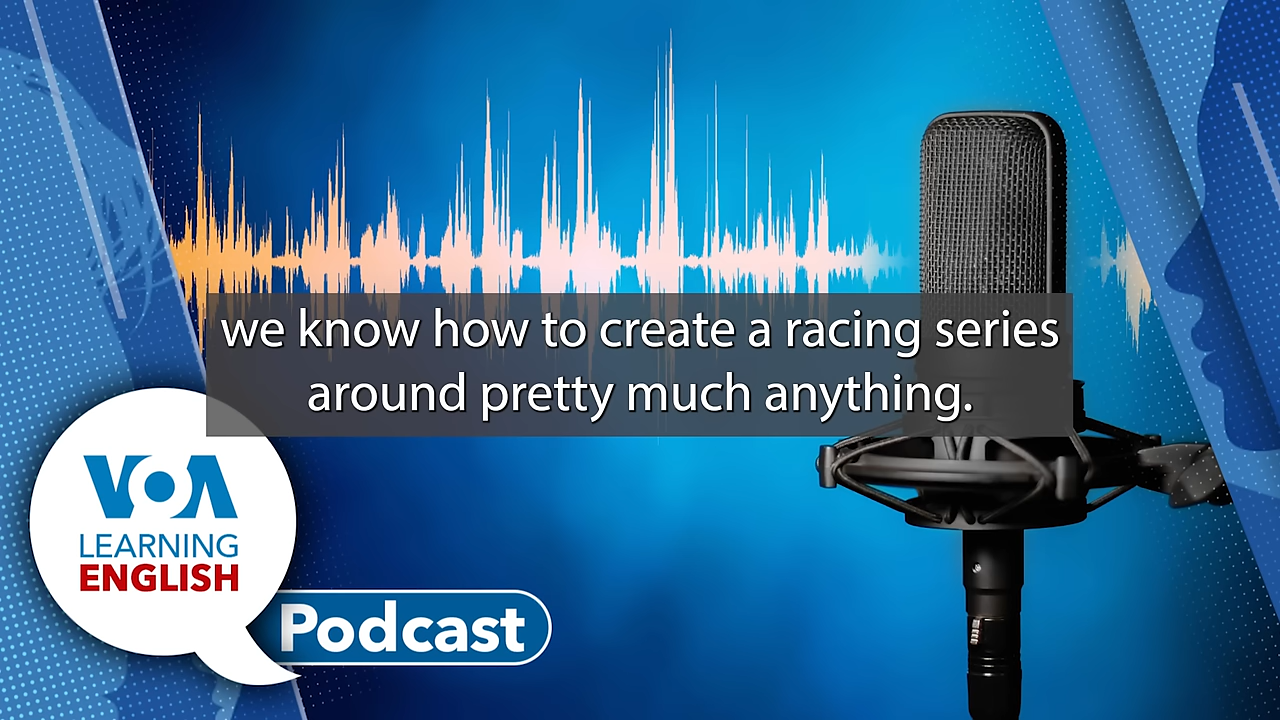 we know how to create a racing series
around pretty much anything.
VOA
LEARNING
ENGLISH
Podcast